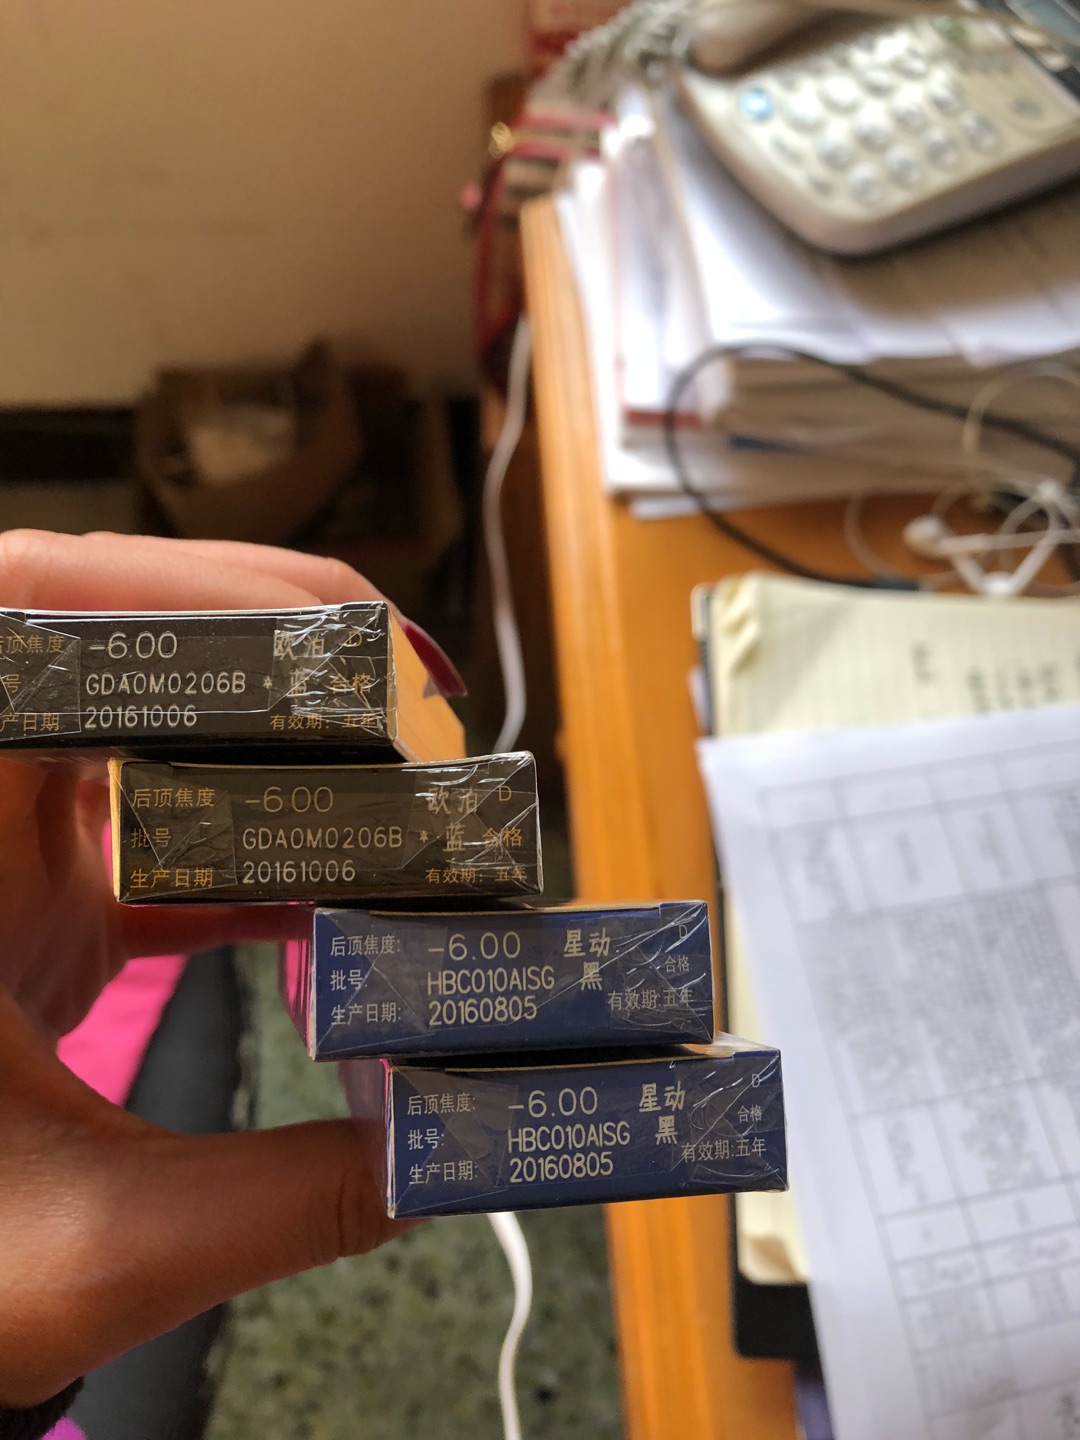 后顶焦度 -6.00 欧泊 D
号 GDA0M0206B * 蓝 合格
产日期 20161006 有效期: 五年
后顶焦度 -6.00 欧泊 D
批号 GDA0M0206B * 蓝 合格
生产日期 20161006 有效期: 五年
后顶焦度: -6.00 星动 D
批号: HBC010AISG 黑 合格
生产日期: 20160805 有效期:五年
后顶焦度: -6.00 星动 D
批号: HBC010AISG 黑 合格
生产日期: 20160805 有效期:五年